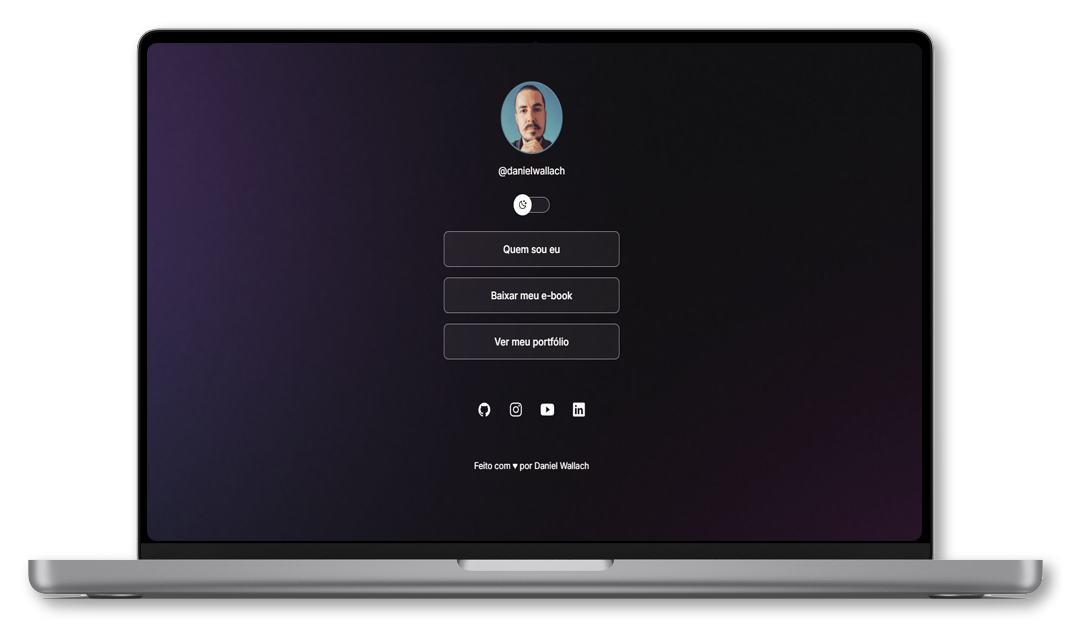 @danielwallach
Quem sou eu
Baixar meu e-book
Ver meu portfólio
Feito com ♥ por Daniel Wallach